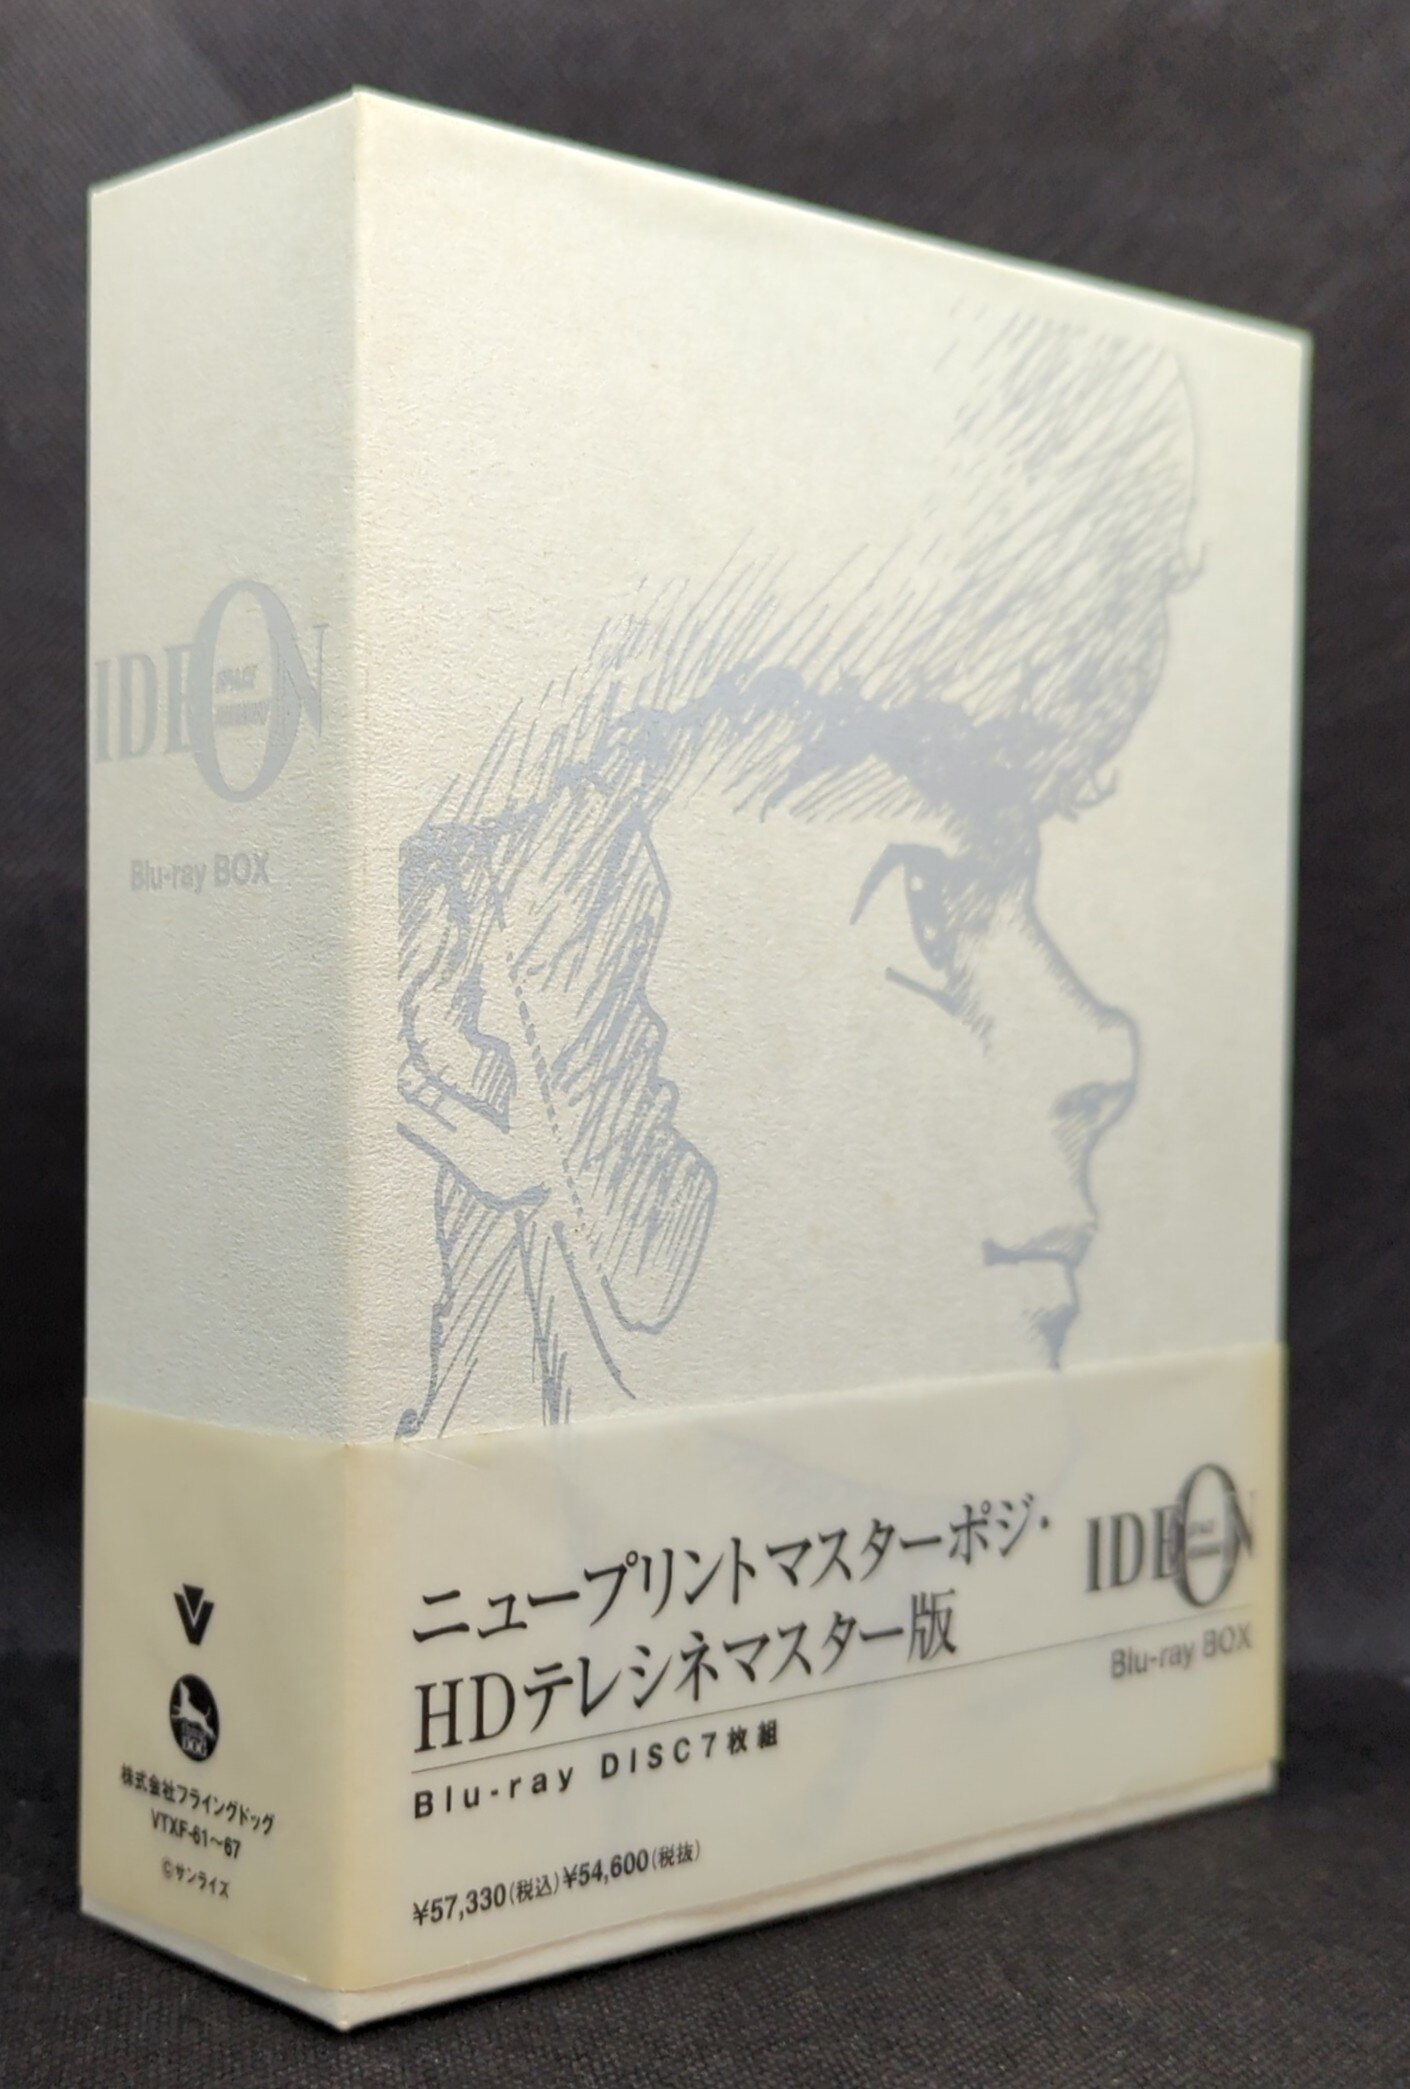 IDEON
SPACE
RUNAWAY
Blu-ray BOX
ニュープリントマスターポジ・
HDテレシネマスター版
Blu-ray DISC7枚組
¥57,330(税込)¥54,600(税抜)
IDEON
Blu-ray BOX
株式会社フライングドッグ
VTXF-61〜67
©サンライズ